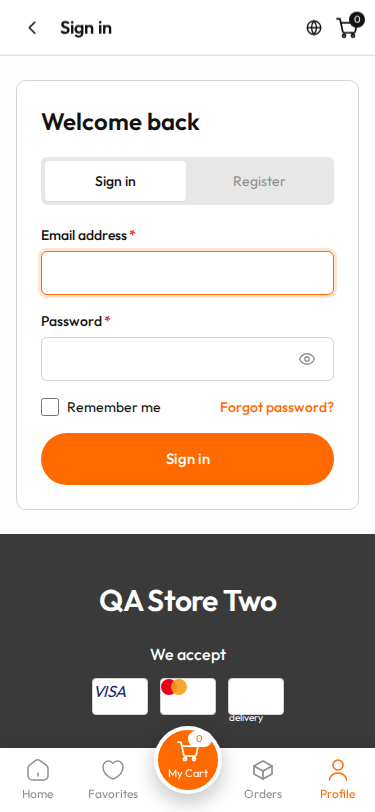 Sign in
0
Welcome back
Sign in
Register
Email address *
Password *
Remember me
Forgot password?
Sign in
QA Store Two
We accept
VISA
delivery
0
My Cart
Home
Favorites
Orders
Profile